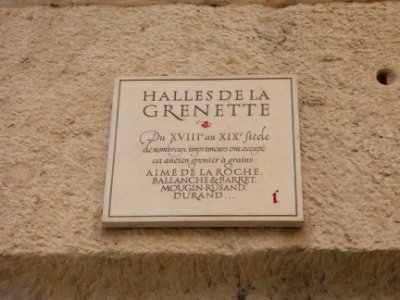 HALLES DE LA
GRENETTE
Du XVIIIe au XIXe siècle
de nombreux imprimeurs ont occupé
cet ancien grenier à grains :
AIMÉ DE LA ROCHE,
BALLANCHE & BARRET,
MOUGIN-RUSAND,
DURAND...
i